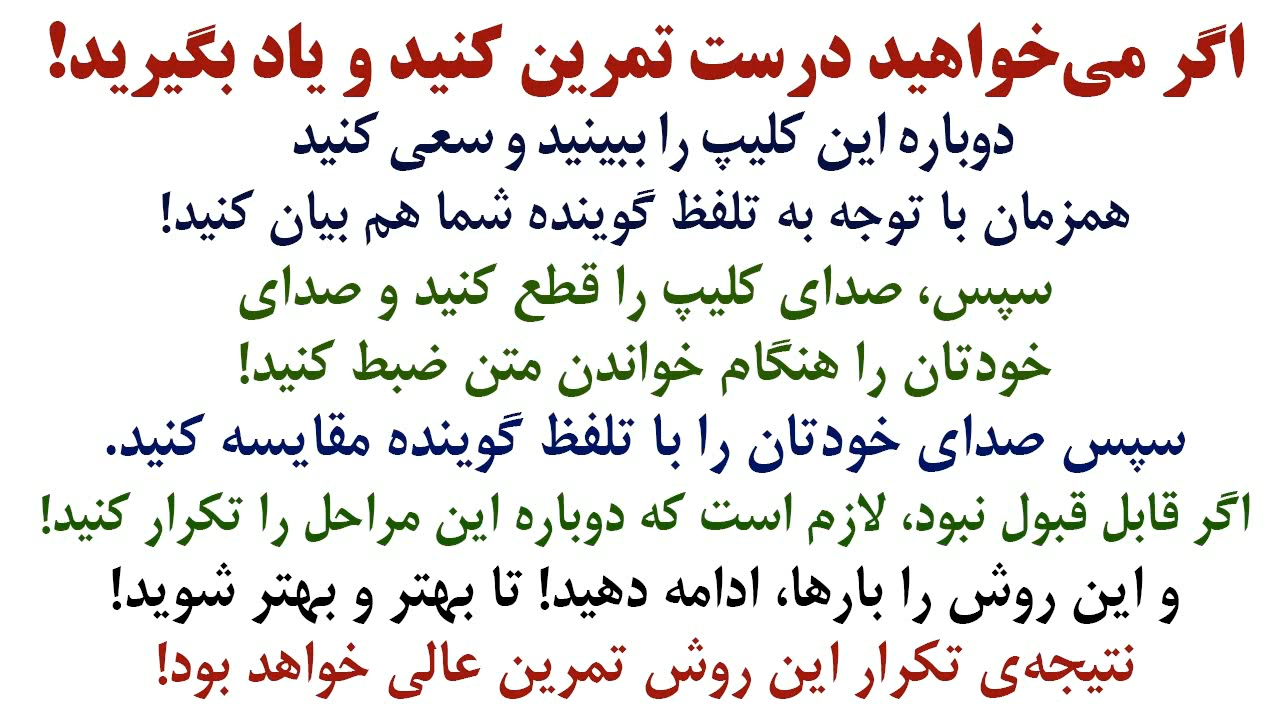 اگر می‌خواهید درست تمرین کنید و یاد بگیرید!
دوباره این کلیپ را ببینید و سعی کنید
همزمان با توجه به تلفظ گوینده شما هم بیان کنید!
سپس، صدای کلیپ را قطع کنید و صدای
خودتان را هنگام خواندن متن ضبط کنید!
سپس صدای خودتان را با تلفظ گوینده مقایسه کنید.
اگر قابل قبول نبود، لازم است که دوباره این مراحل را تکرار کنید!
و این روش را بارها، ادامه دهید! تا بهتر و بهتر شوید!
نتیجه‌ی تکرار این روش تمرین عالی خواهد بود!